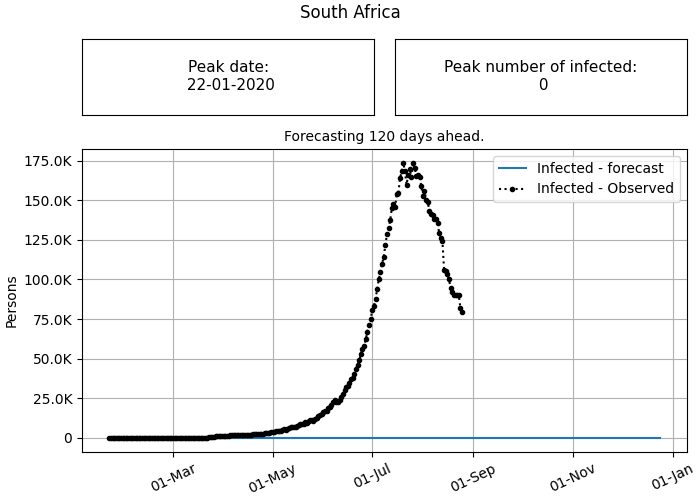 South Africa
Peak date:
22-01-2020
Peak number of infected:
0
Forecasting 120 days ahead.
175.0K
150.0K
125.0K
100.0K
75.0K
50.0K
25.0K
0
Persons
Infected - forecast
Infected - Observed
01-Mar
01-May
01-Jul
01-Sep
01-Nov
01-Jan